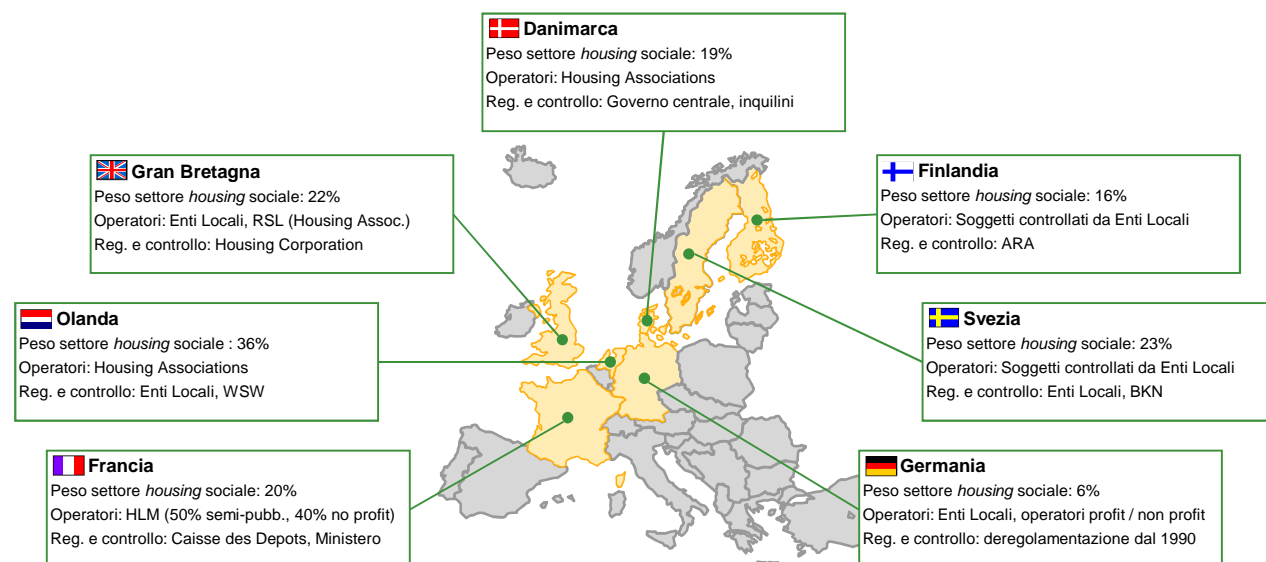 Danimarca
Peso settore housing sociale: 19%
Operatori: Housing Associations
Reg. e controllo: Governo centrale, inquilini
Gran Bretagna
Peso settore housing sociale: 22%
Operatori: Enti Locali, RSL (Housing Assoc.)
Reg. e controllo: Housing Corporation
Finlandia
Peso settore housing sociale: 16%
Operatori: Soggetti controllati da Enti Locali
Reg. e controllo: ARA
Olanda
Peso settore housing sociale : 36%
Operatori: Housing Associations
Reg. e controllo: Enti Locali, WSW
Svezia
Peso settore housing sociale: 23%
Operatori: Soggetti controllati da Enti Locali
Reg. e controllo: Enti Locali, BKN
Francia
Peso settore housing sociale: 20%
Operatori: HLM (50% semi-pubb., 40% no profit)
Reg. e controllo: Caisse des Depots, Ministero
Germania
Peso settore housing sociale: 6%
Operatori: Enti Locali, operatori profit / non profit
Reg. e controllo: deregolamentazione dal 1990